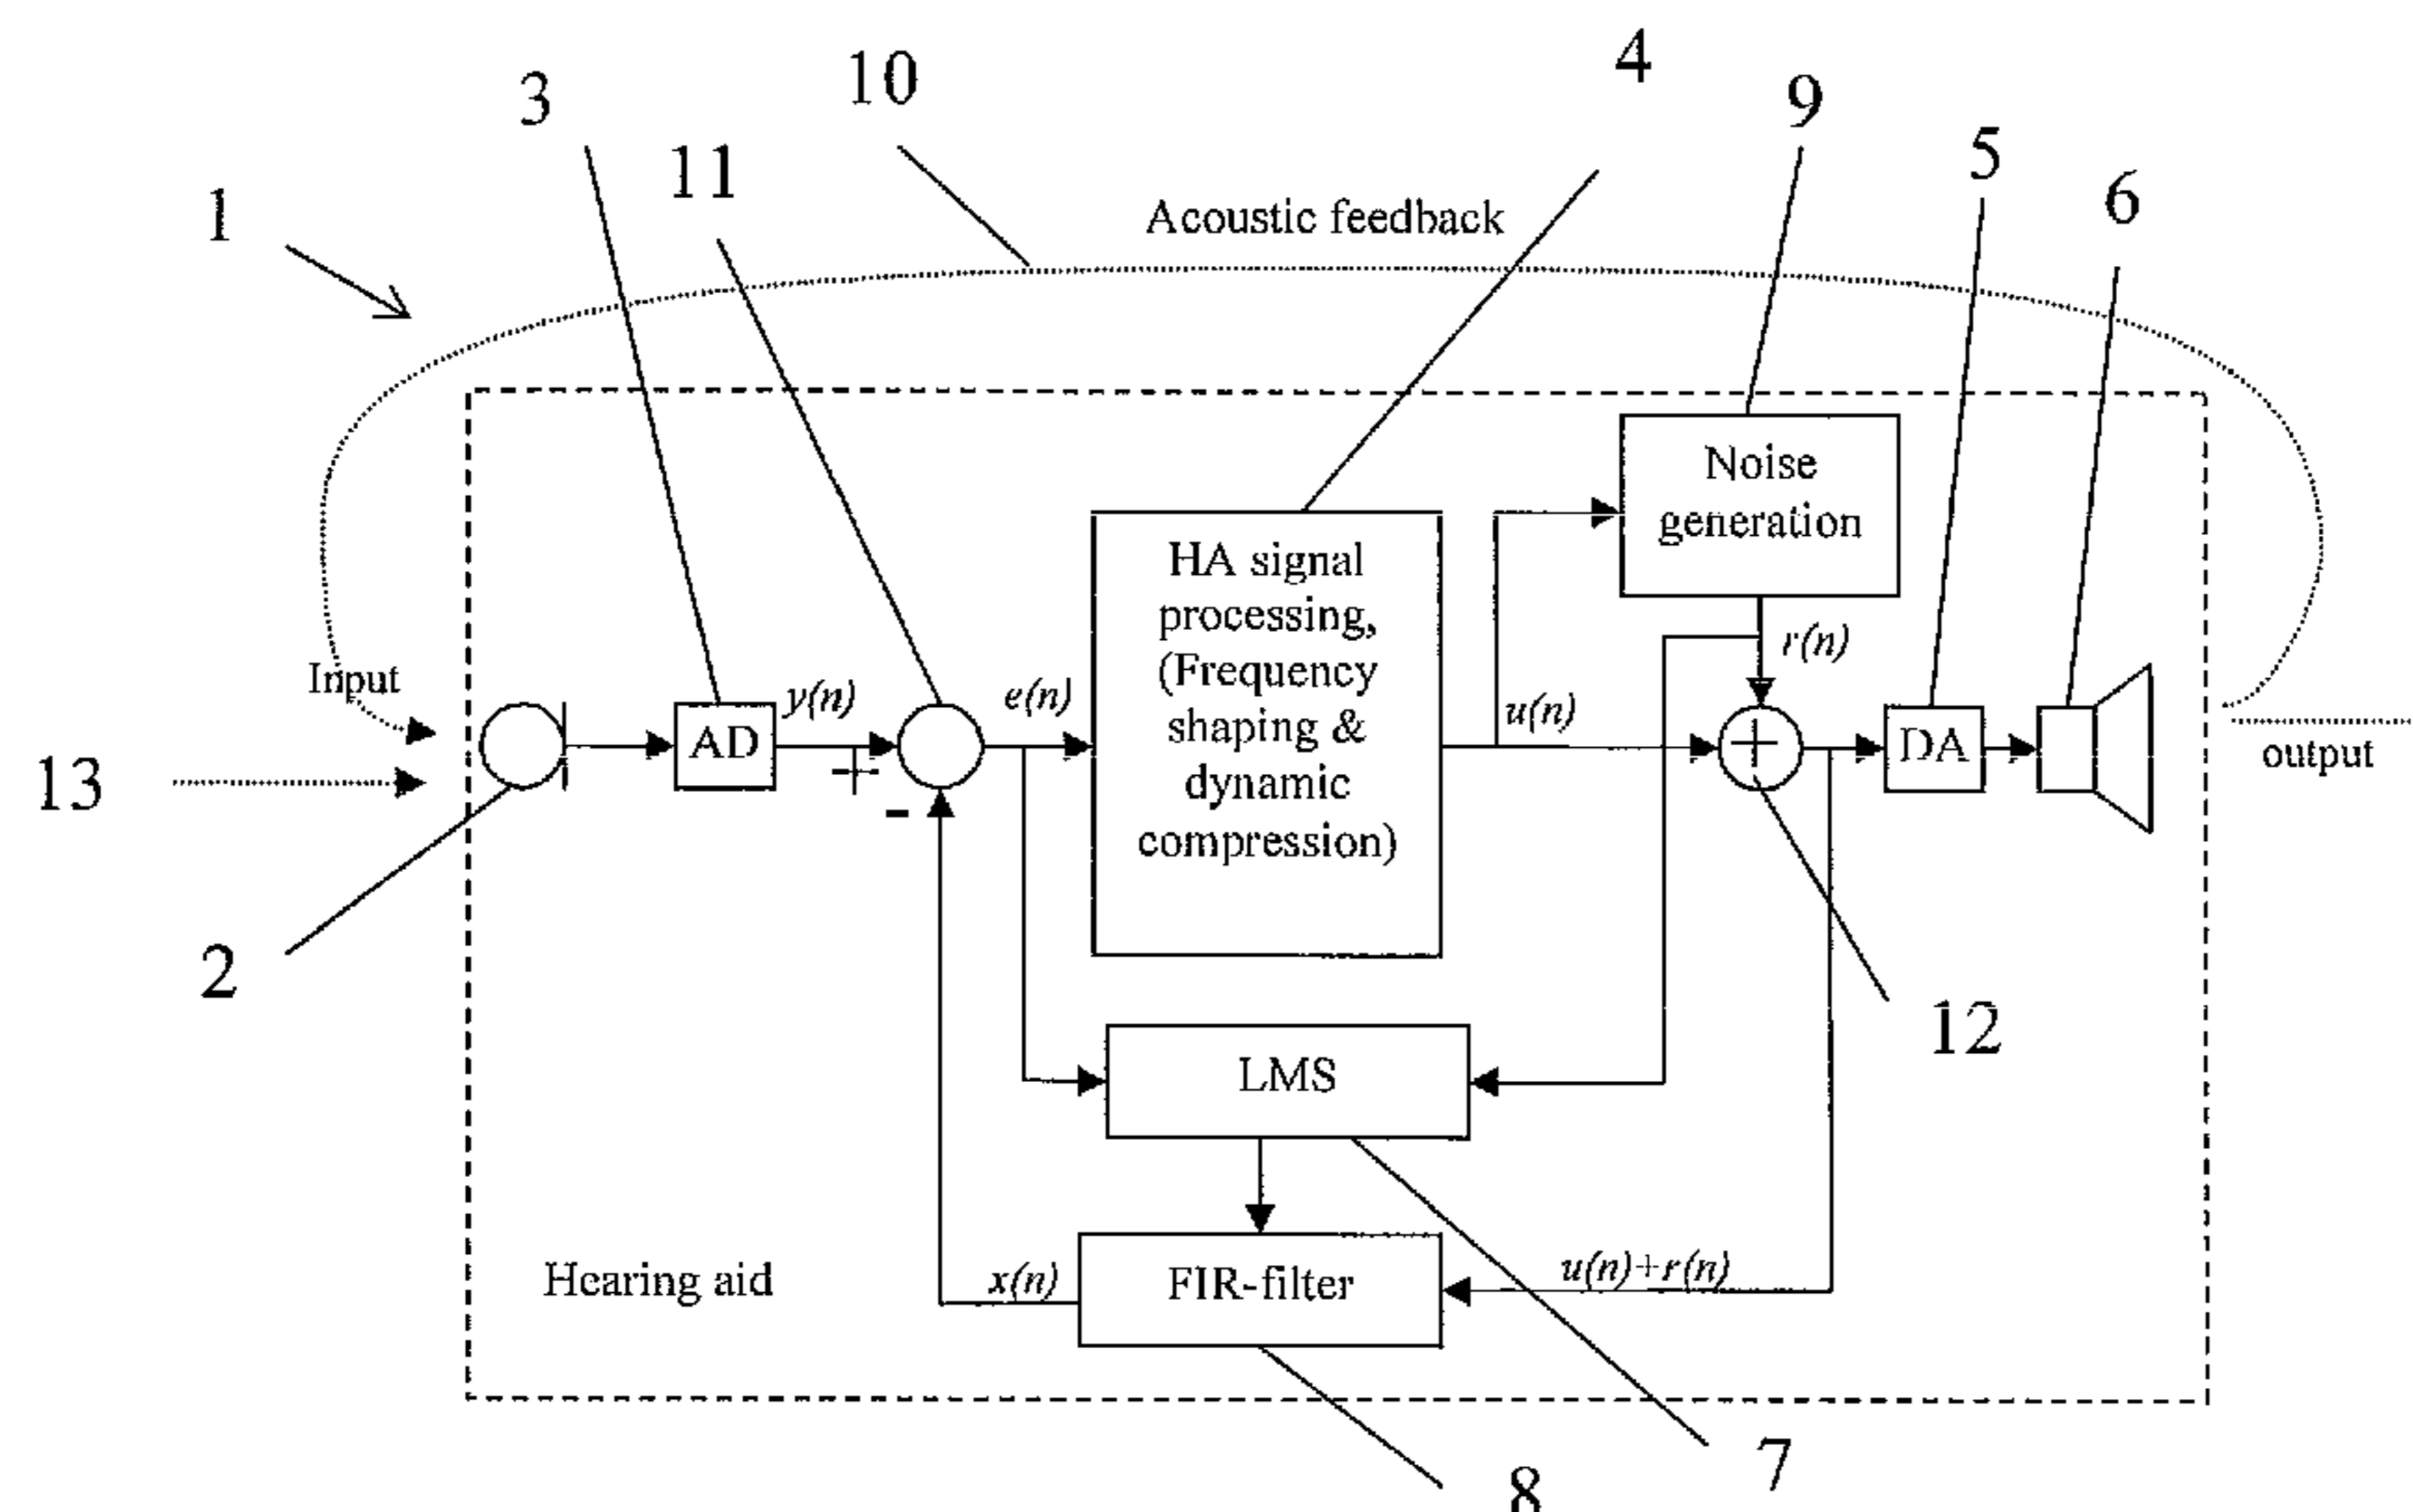 4
10
9
3
5
11
6
1
Acoustic feedback
Noise
generation
HA signal
processing,
(Frequency
shaping &
dynamic
compression)
r(n)
Input
y(n)
e(n)
u(n)
AD
+
-
+
DA
output
13
2
12
LMS
Hearing aid
x(n)
FIR-filter
u(n)+r(n)
7
8